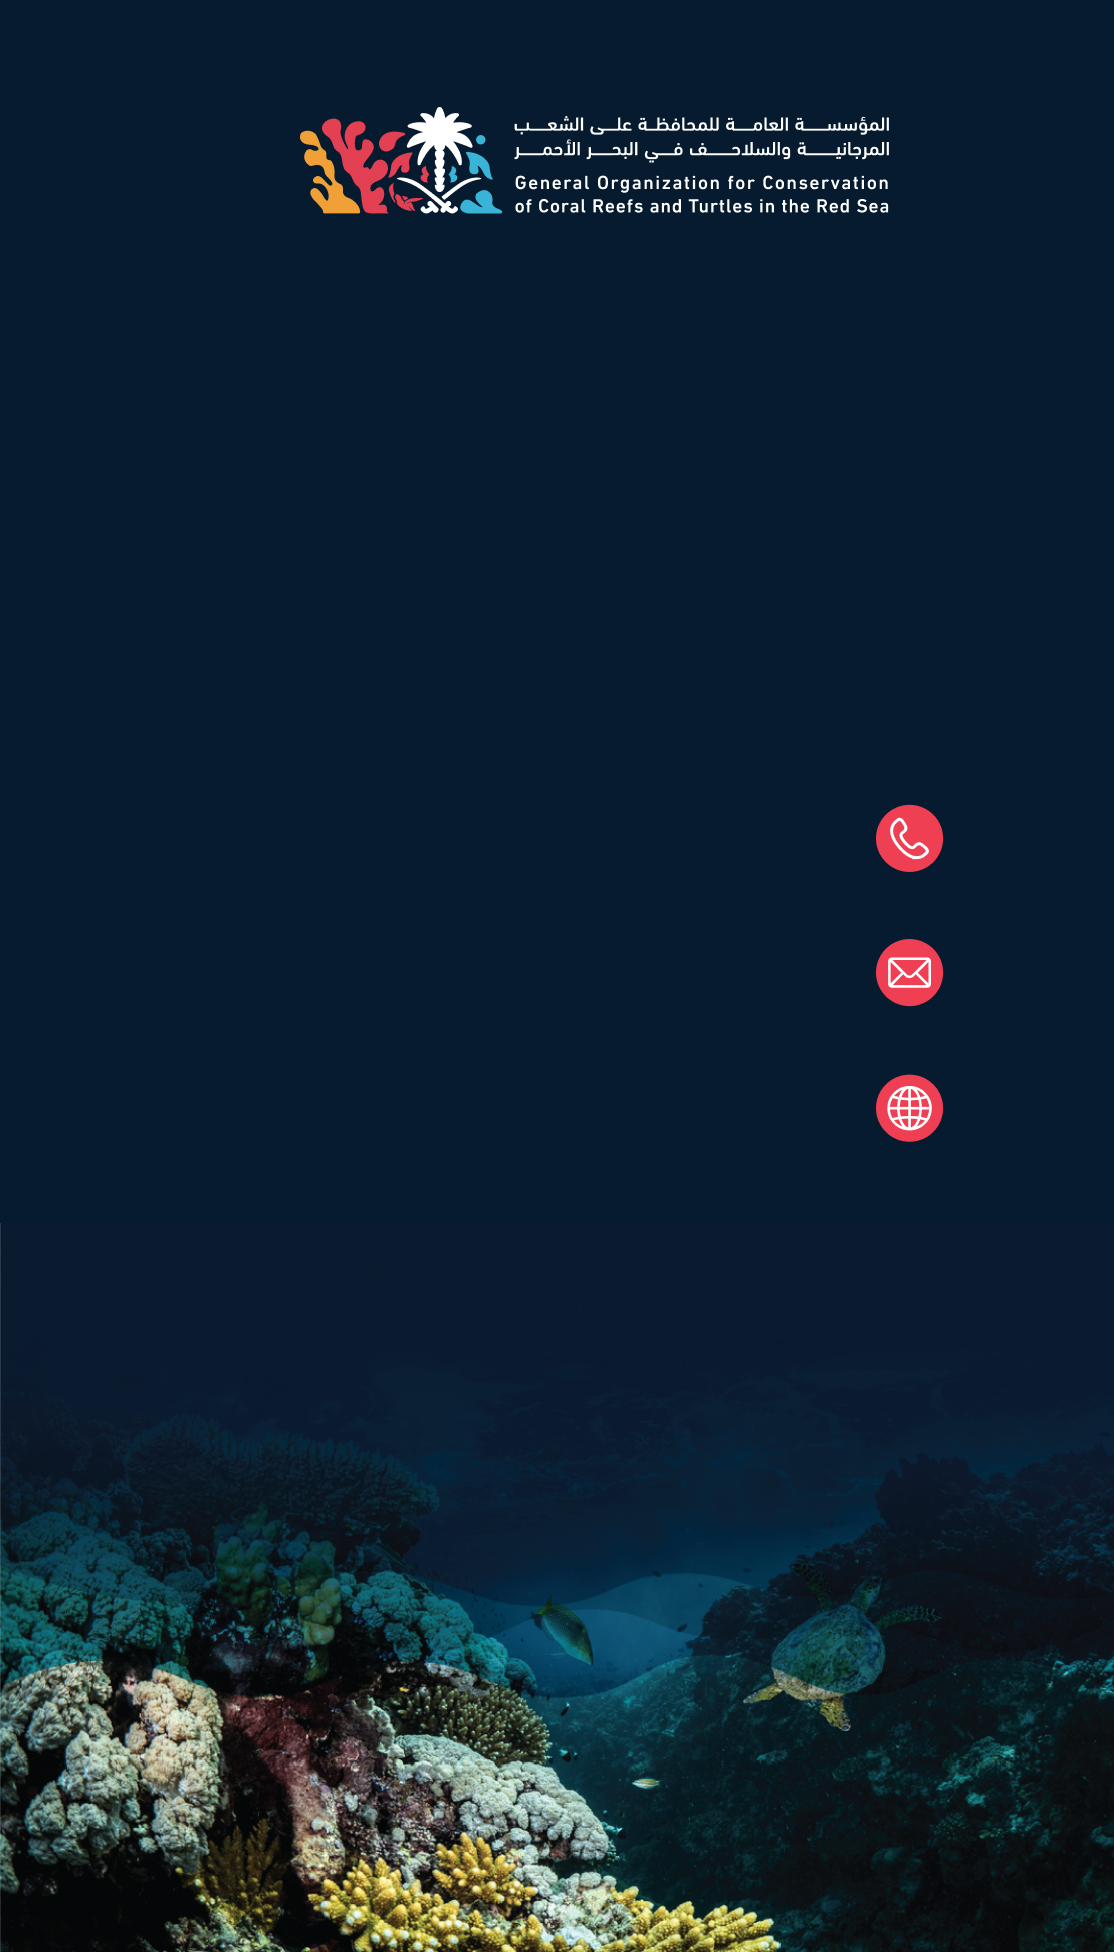 المؤسسة العامة للمحافظة على الشعب
المرجانية والسلاحف في البحر الأحمر
General Organization for Conservation
of Coral Reefs and Turtles in the Red Sea